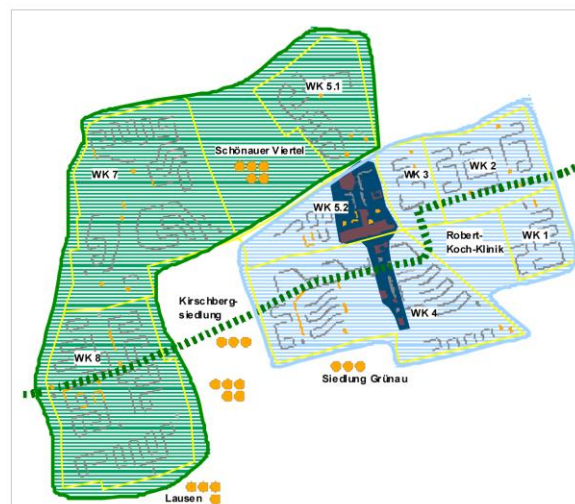 WK 5.1
Schönauer Viertel
WK 7
WK 3
WK 2
WK 5.2
Robert-
Koch-Klinik
WK 1
Kirschberg-
siedlung
WK 4
WK 8
Siedlung Grünau
Lausen